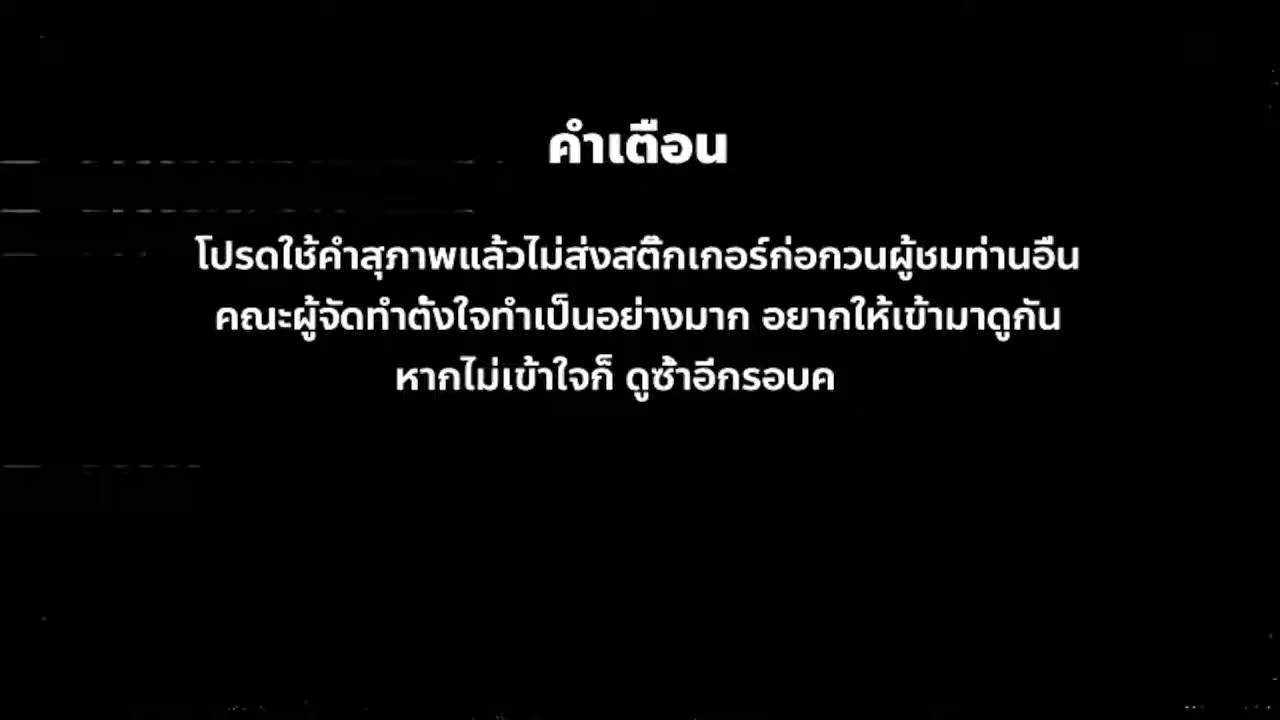 คำเตือน
โปรดใช้คำสุภาพแล้วไม่ส่งสติ๊กเกอร์ก่อกวนผู้ชมท่านอื่น
คณะผู้จัดทำตั้งใจทำเป็นอย่างมาก อยากให้เข้ามาดูกัน
หากไม่เข้าใจก็ ดูซ้ำอีกรอบค